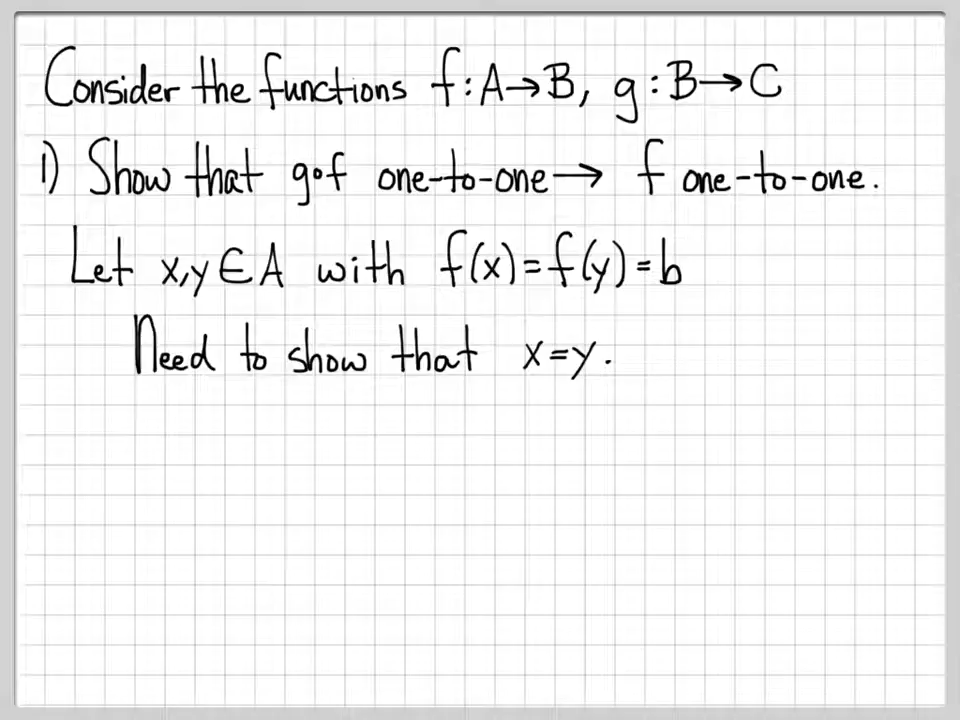 Consider the functions f:A→B, g:B→C
1) Show that g∘f one-to-one → f one-to-one.
Let x,y∈A with f(x)=f(y)=b
Need to show that x=y.